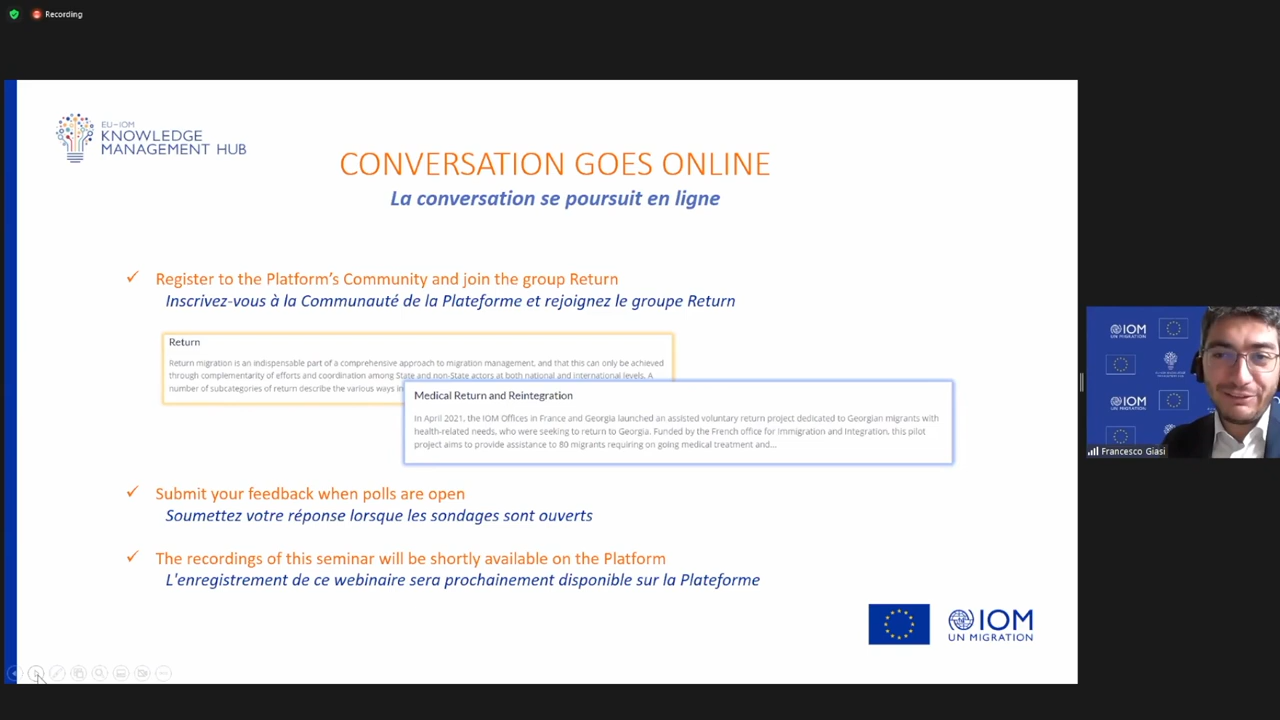 Recording
EU-IOM
KNOWLEDGE
MANAGEMENT HUB
CONVERSATION GOES ONLINE
La conversation se poursuit en ligne
✓ Register to the Platform's Community and join the group Return
Inscrivez-vous à la Communauté de la Plateforme et rejoignez le groupe Return
Return
Return migration is an indispensable part of a comprehensive approach to migration management, and that this can only be achieved
through complementarity of efforts and coordination among State and non-State actors at both national and international levels. A
number of subcategories of return describe the various ways in
Medical Return and Reintegration
In April 2021, the IOM Offices in France and Georgia launched an assisted voluntary return project dedicated to Georgian migrants with
health-related needs, who were seeking to return to Georgia. Funded by the French office for Immigration and Integration, this pilot
project aims to provide assistance to 80 migrants requiring on going medical treatment and...
✓ Submit your feedback when polls are open
Soumettez votre réponse lorsque les sondages sont ouverts
✓ The recordings of this seminar will be shortly available on the Platform
L'enregistrement de ce webinaire sera prochainement disponible sur la Plateforme
IOM
UN MIGRATION
IOM
IOM
Francesco Giasi